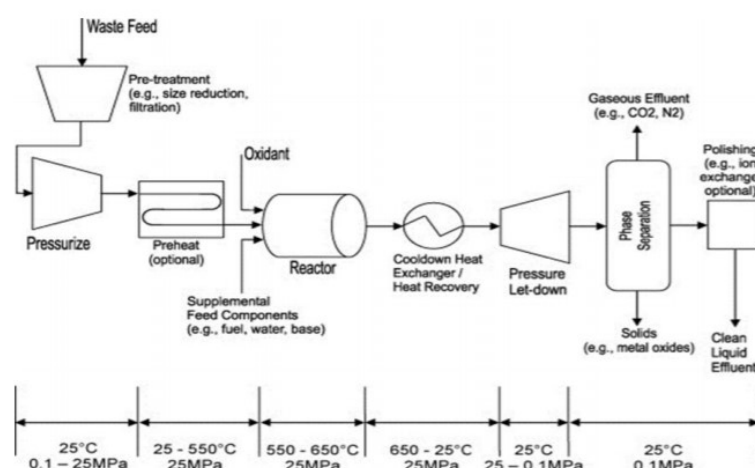 Waste Feed
Pre-treatment
(e.g., size reduction,
filtration)
Pressurize
Preheat
(optional)
Oxidant
Reactor
Supplemental
Feed Components
(e.g., fuel, water, base)
Cooldown Heat
Exchanger /
Heat Recovery
Pressure
Let-down
Gaseous Effluent
(e.g., CO2, N2)
Phase
Separation
Solids
(e.g., metal oxides)
Polishing
(e.g., ion
exchange
optional)
Clean
Liquid
Effluent
25°C
0.1 – 25MPa
25 - 550°C
25MPa
550 - 650°C
25MPa
650 - 25°C
25MPa
25°C
25 – 0.1MPa
25°C
0.1MPa